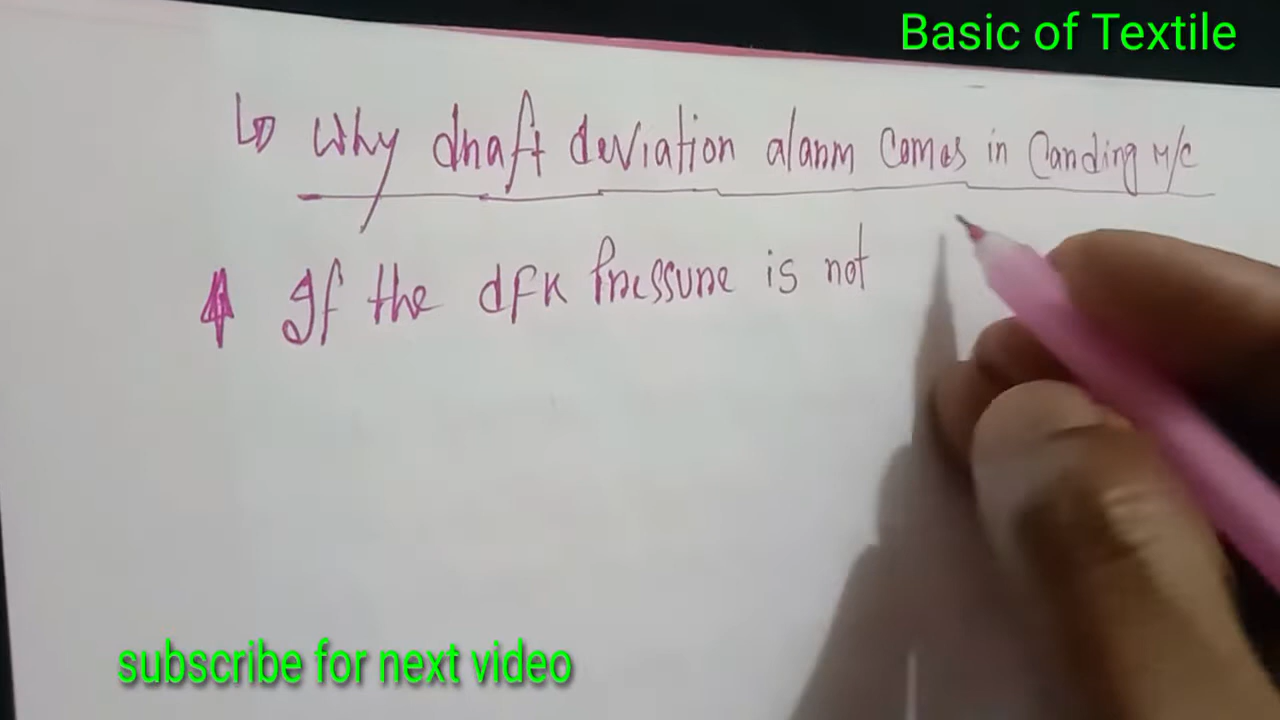 Basic of Textile
Why draft deviation alarm comes in Carding M/C
If the dFK Pressure is not
subscribe for next video